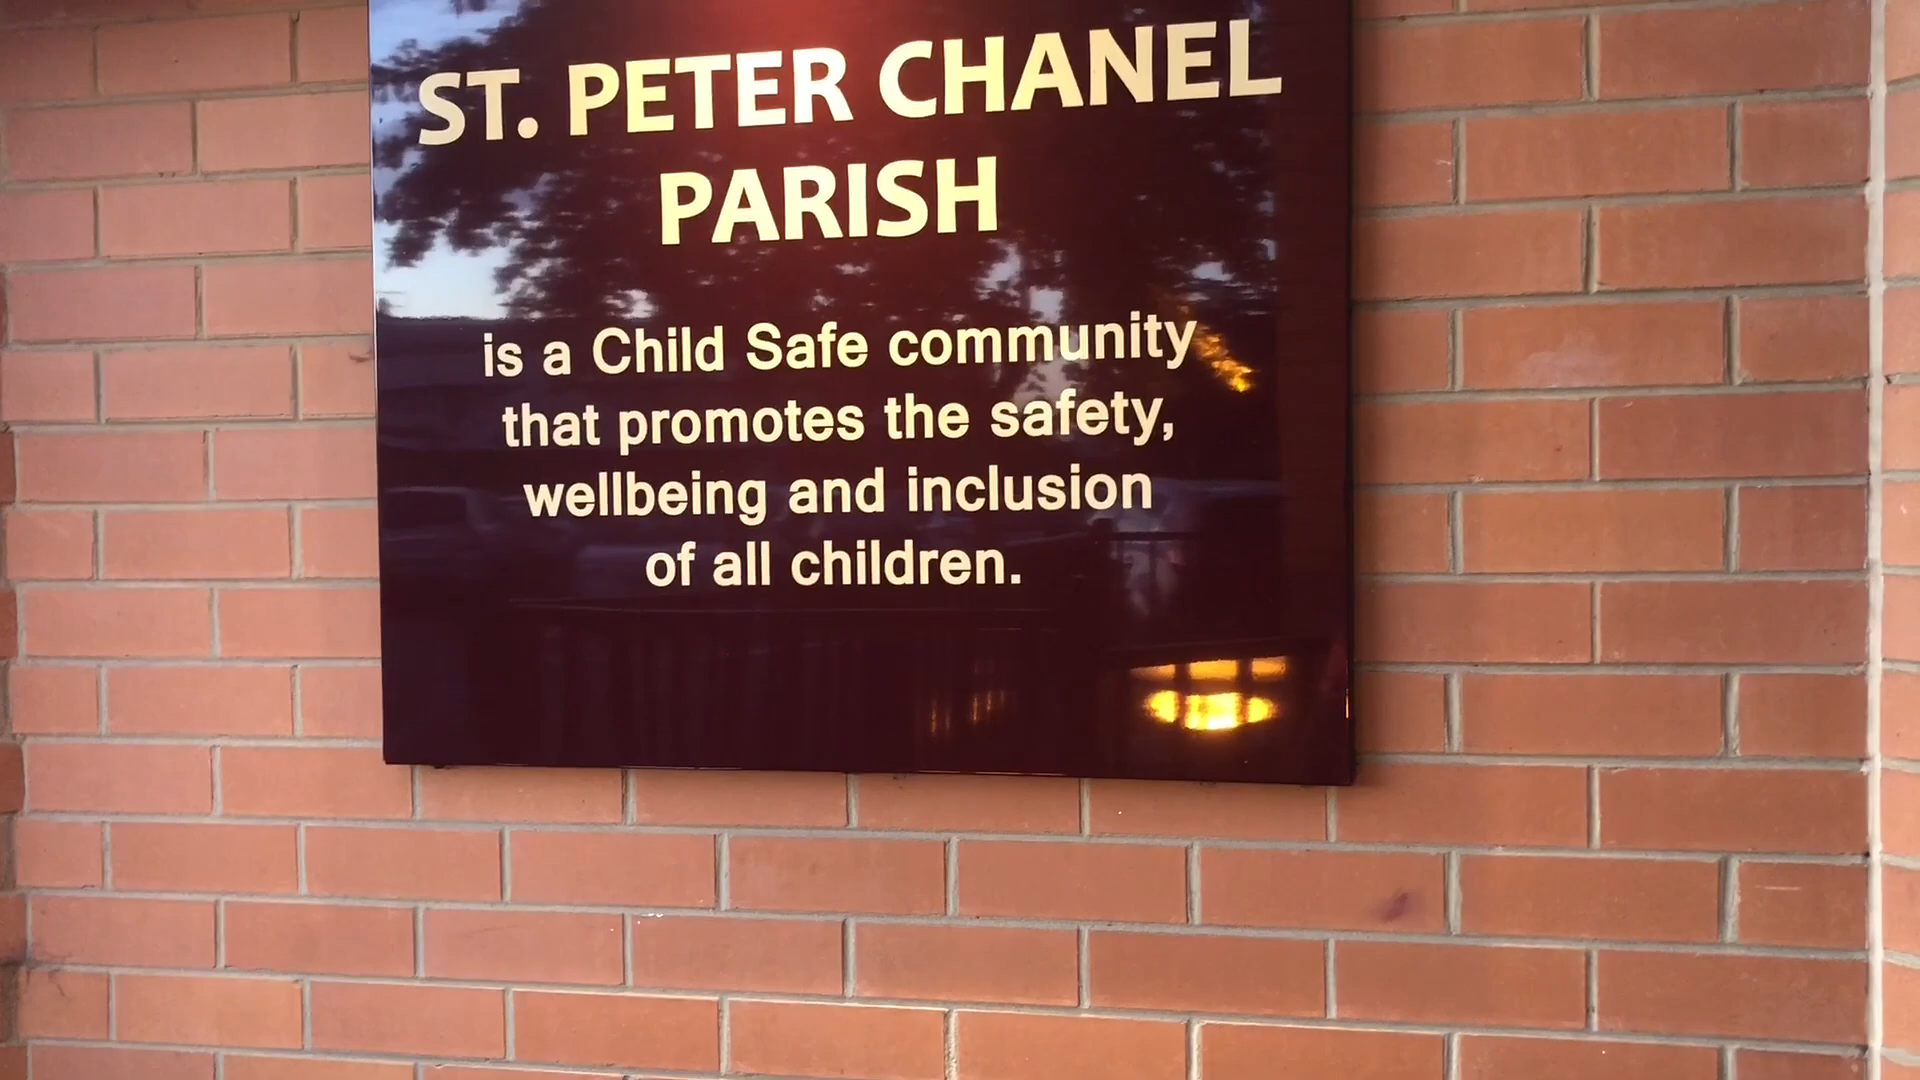 ST. PETER CHANEL
PARISH
is a Child Safe community
that promotes the safety,
wellbeing and inclusion
of all children.